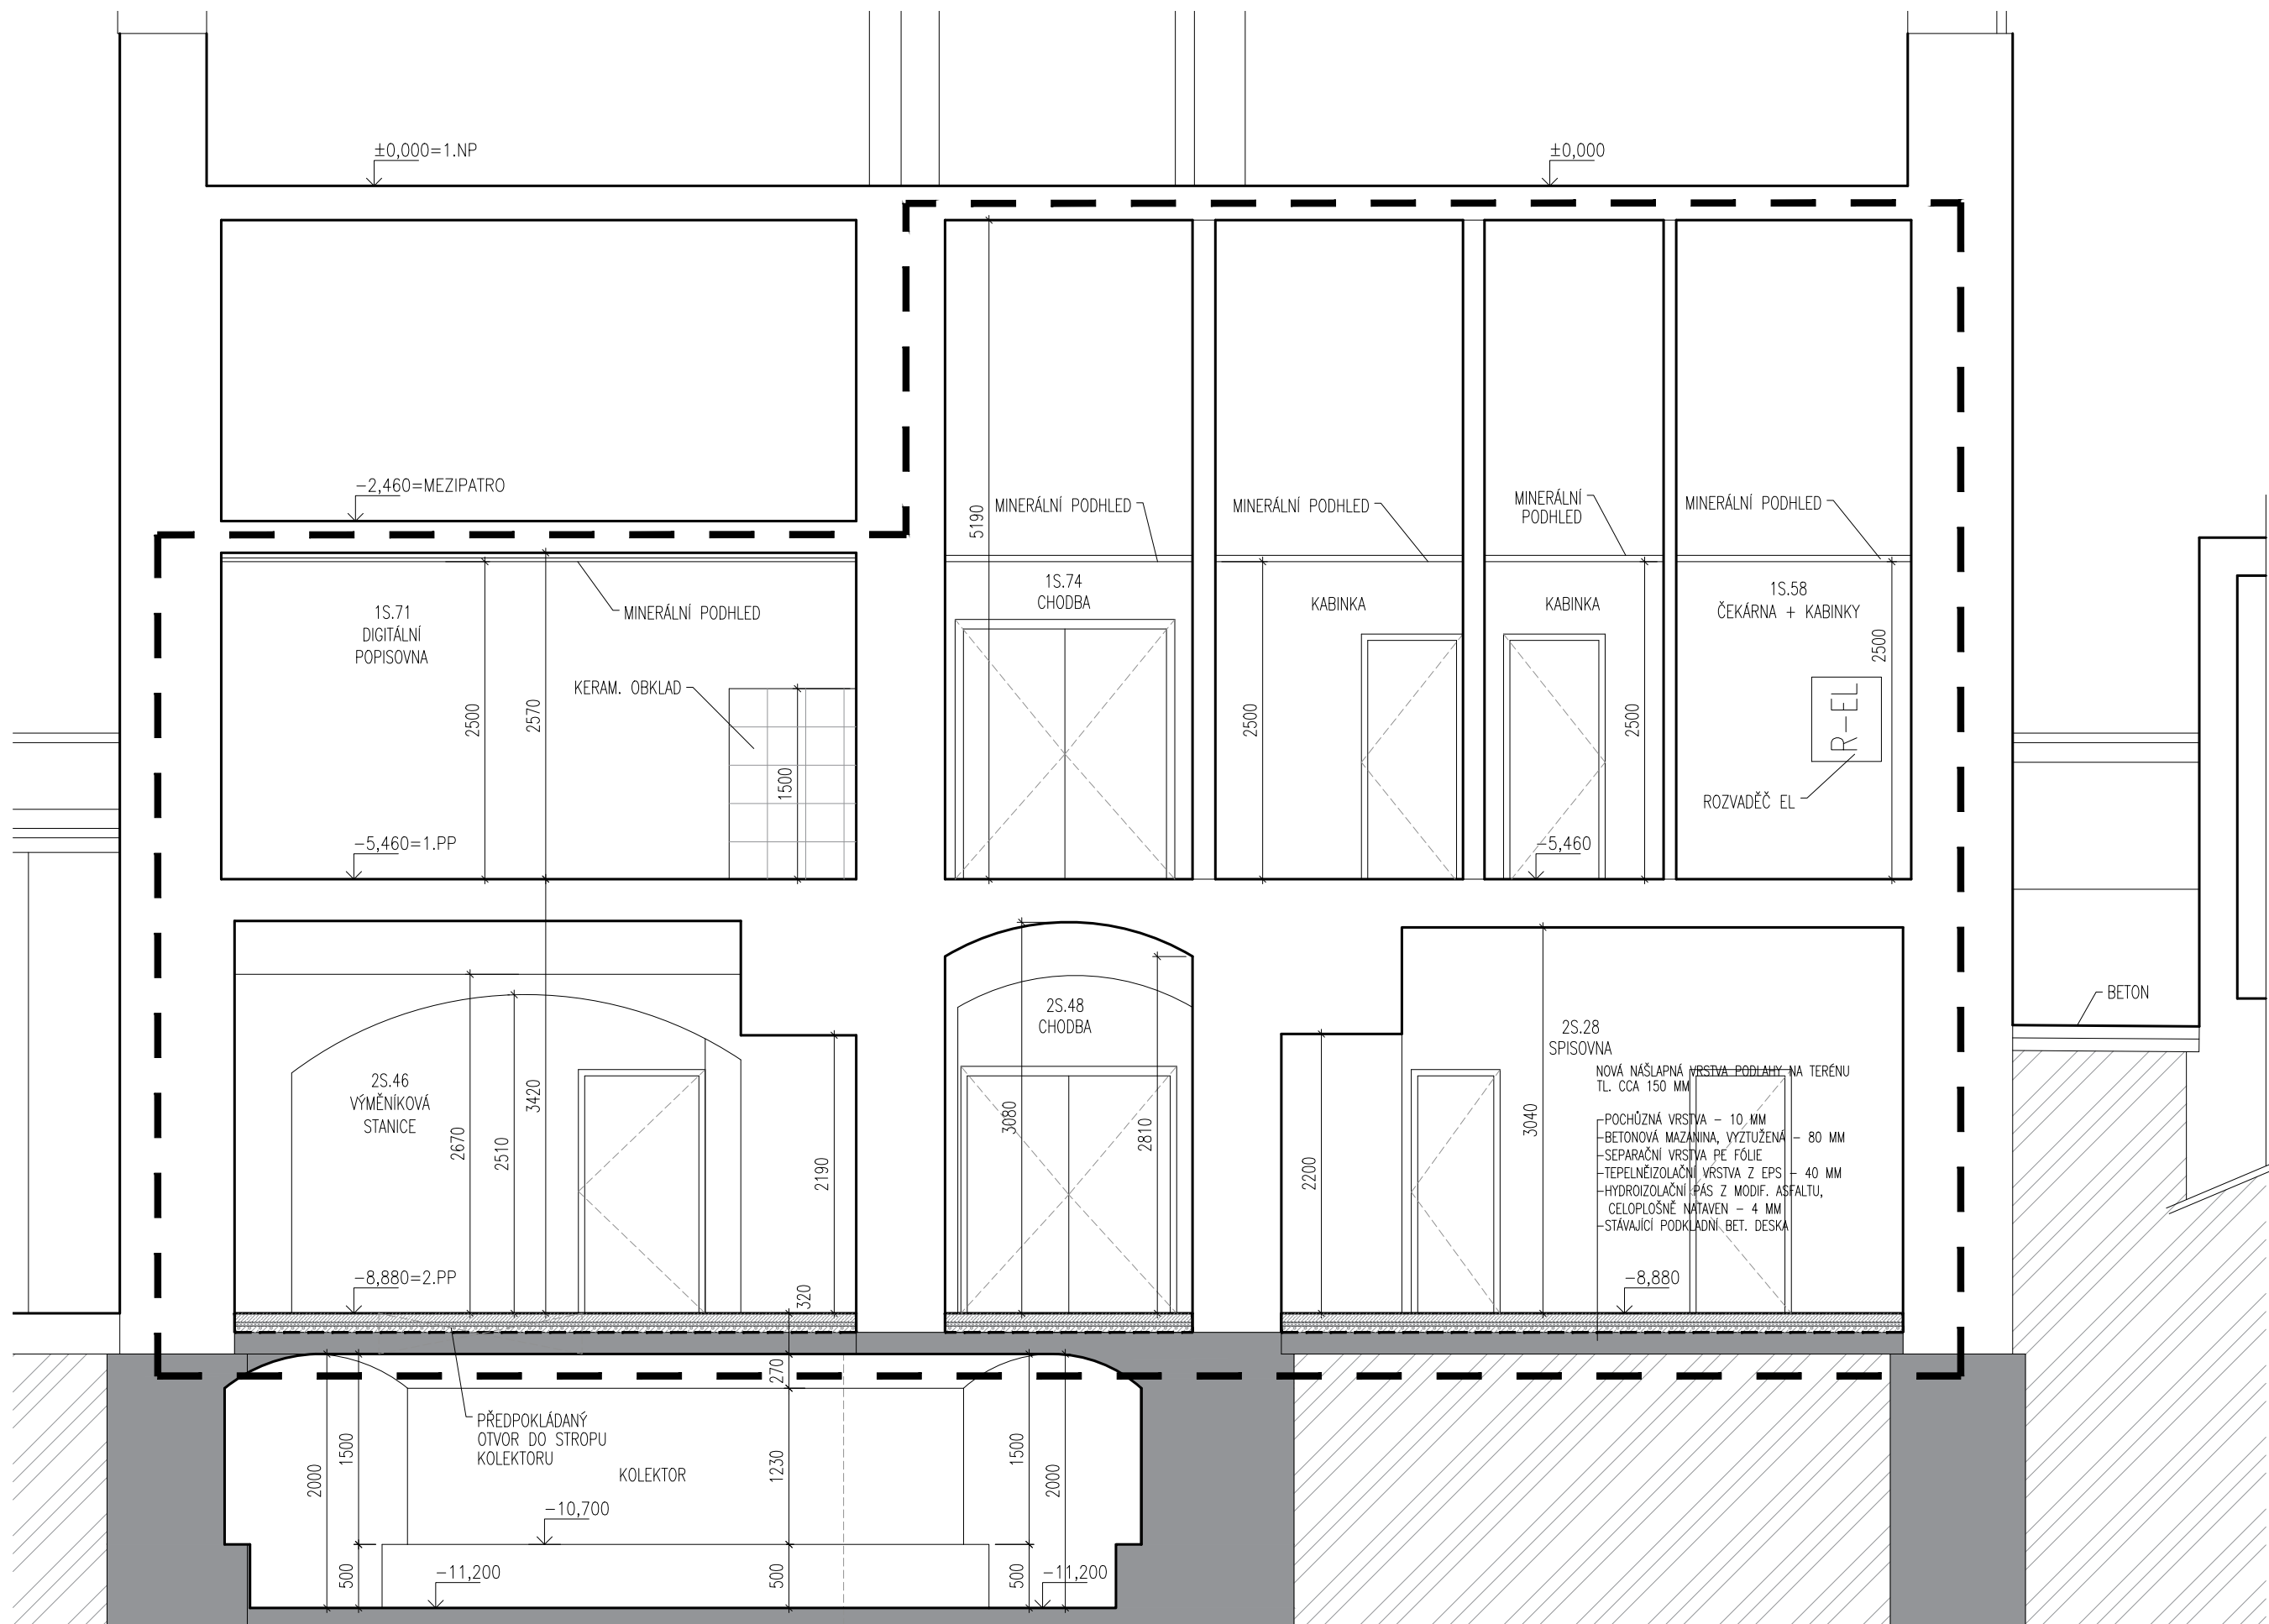 ±0,000=1.NP
±0,000
-2,460=MEZIPATRO
5190
MINERÁLNÍ PODHLED
MINERÁLNÍ PODHLED
MINERÁLNÍ
PODHLED
MINERÁLNÍ PODHLED
1S.71
DIGITÁLNÍ
POPISOVNA
MINERÁLNÍ PODHLED
KERAM. OBKLAD
2500
2570
1500
-5,460=1.PP
1S.74
CHODBA
KABINKA
2500
KABINKA
2500
-5,460
1S.58
ČEKÁRNA + KABINKY
2500
R-EL
ROZVADĚČ EL
BETON
2S.46
VÝMĚNÍKOVÁ
STANICE
2670
2510
3420
2190
320
-8,880=2.PP
2S.48
CHODBA
3080
2810
2200
3040
2S.28
SPISOVNA
NOVÁ NÁŠLAPNÁ VRSTVA PODLAHY NA TERÉNU
TL. CCA 150 MM
POCHŮZNÁ VRSTVA - 10 MM
BETONOVÁ MAZANINA, VYZTUŽENÁ - 80 MM
SEPARAČNÍ VRSTVA PE FÓLIE
TEPELNĚIZOLAČNÍ VRSTVA Z EPS - 40 MM
HYDROIZOLAČNÍ PÁS Z MODIF. ASFALTU,
CELOPLOŠNĚ NATAVEN - 4 MM
STÁVAJÍCÍ PODKLADNÍ BET. DESKA
-8,880
PŘEDPOKLÁDANÝ
OTVOR DO STROPU
KOLEKTORU
KOLEKTOR
2000
1500
500
270
1230
500
1500
500
2000
-10,700
-11,200
-11,200